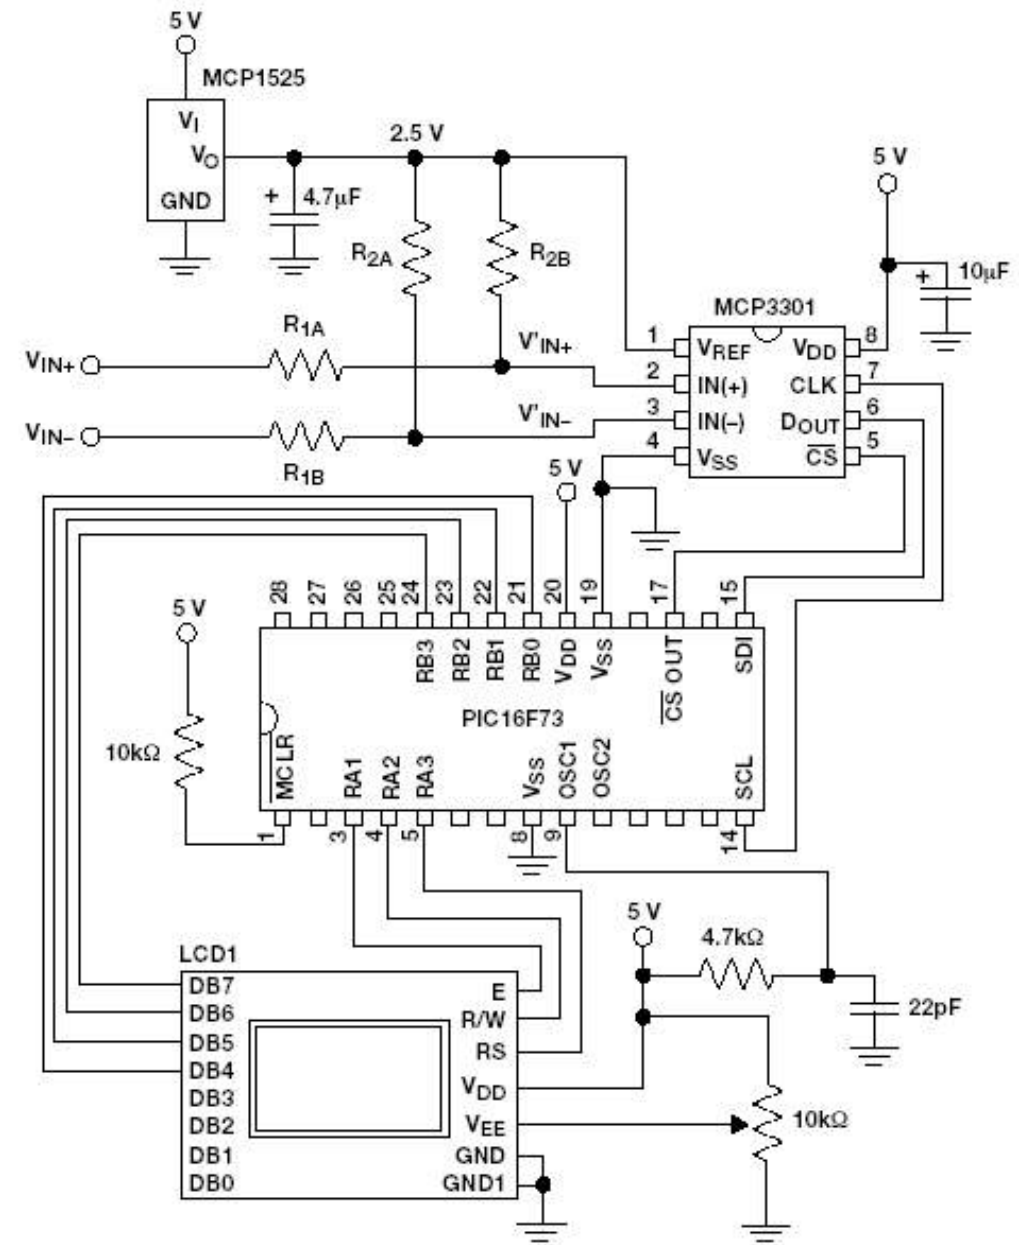 5 V
MCP1525
VI
VO
GND
2.5 V
+ 4.7μF
R2A
R2B
5 V
+ 10μF
MCP3301
R1A
VIN+
V'IN+
VIN–
V'IN–
R1B
1 VREF VDD 8
2 IN(+) CLK 7
3 IN(–) DOUT 6
4 VSS CS 5
5 V
5 V
28 27 26 25 24 23 22 21 20 19 17 15
RB3 RB2 RB1 RB0 VDD VSS CS OUT SDI
PIC16F73
10kΩ
MCLR RA1 RA2 RA3 VSS OSC1 OSC2 SCL
1 3 4 5 8 9 14
5 V
4.7kΩ
22pF
10kΩ
LCD1
DB7
DB6
DB5
DB4
DB3
DB2
DB1
DB0
E
R/W
RS
VDD
VEE
GND
GND1